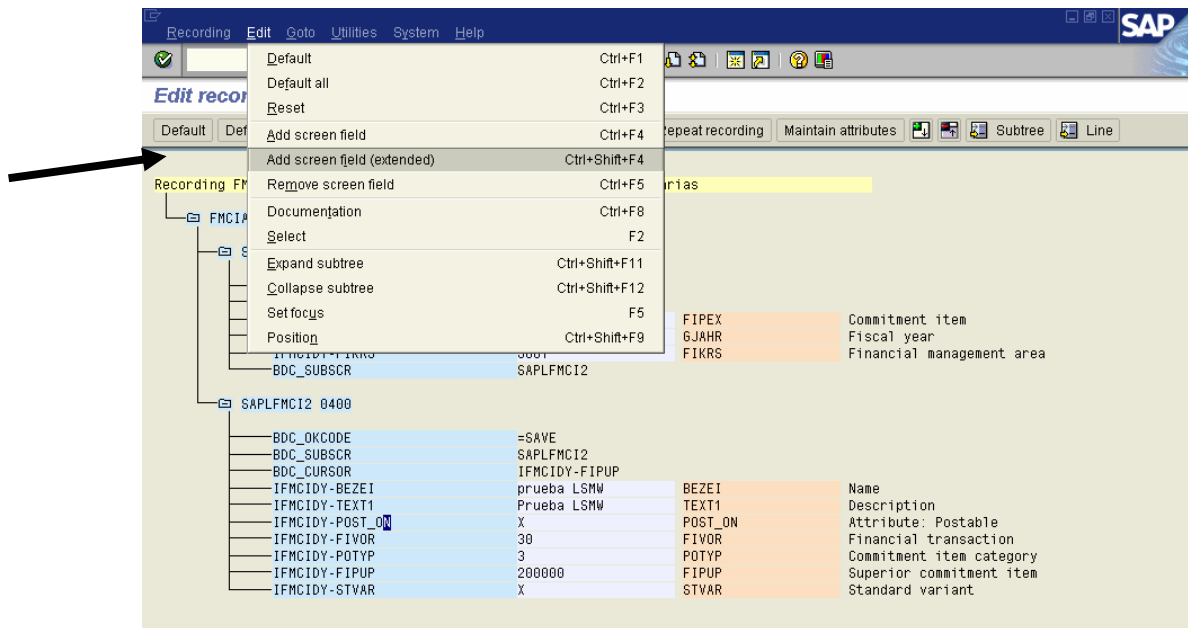 Recording Edit Goto Utilities System Help
SAP
Default Ctrl+F1
Default all Ctrl+F2
Reset Ctrl+F3
Add screen field Ctrl+F4
Add screen field (extended) Ctrl+Shift+F4
Remove screen field Ctrl+F5
Documentation Ctrl+F8
Select F2
Expand subtree Ctrl+Shift+F11
Collapse subtree Ctrl+Shift+F12
Set focus F5
Position Ctrl+Shift+F9
Edit recor
Default Def epeat recording Maintain attributes Subtree Line
Recording FM rias
FMCIA
S
FIPEX Commitment item
GJAHR Fiscal year
IFMCIDY-FIKRS FIKRS Financial management area
BDC_SUBSCR SAPLFMCI2
SAPLFMCI2 0400
BDC_OKCODE =SAVE
BDC_SUBSCR SAPLFMCI2
BDC_CURSOR IFMCIDY-FIPUP
IFMCIDY-BEZEI prueba LSMW BEZEI Name
IFMCIDY-TEXT1 Prueba LSMW TEXT1 Description
IFMCIDY-POST_ON X POST_ON Attribute: Postable
IFMCIDY-FIVOR 30 FIVOR Financial transaction
IFMCIDY-POTYP 3 POTYP Commitment item category
IFMCIDY-FIPUP 200000 FIPUP Superior commitment item
IFMCIDY-STVAR X STVAR Standard variant